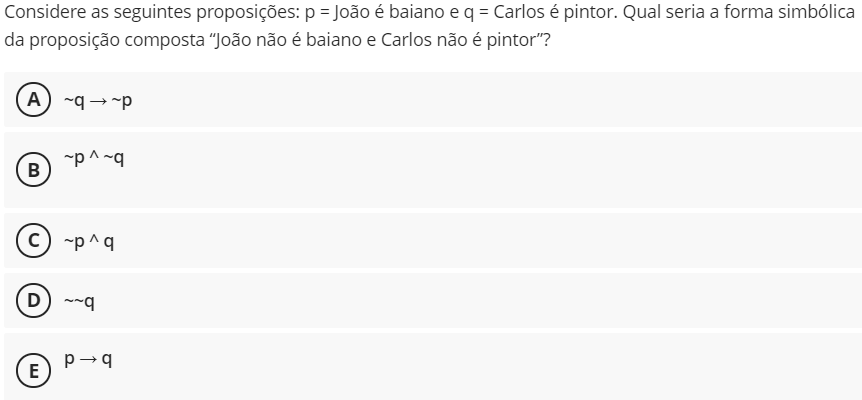 Considere as seguintes proposições: p = João é baiano e q = Carlos é pintor. Qual seria a forma simbólica
da proposição composta “João não é baiano e Carlos não é pintor”?
A ~q → ~p
B ~p ^ ~q
C ~p ^ q
D ~~q
E p → q